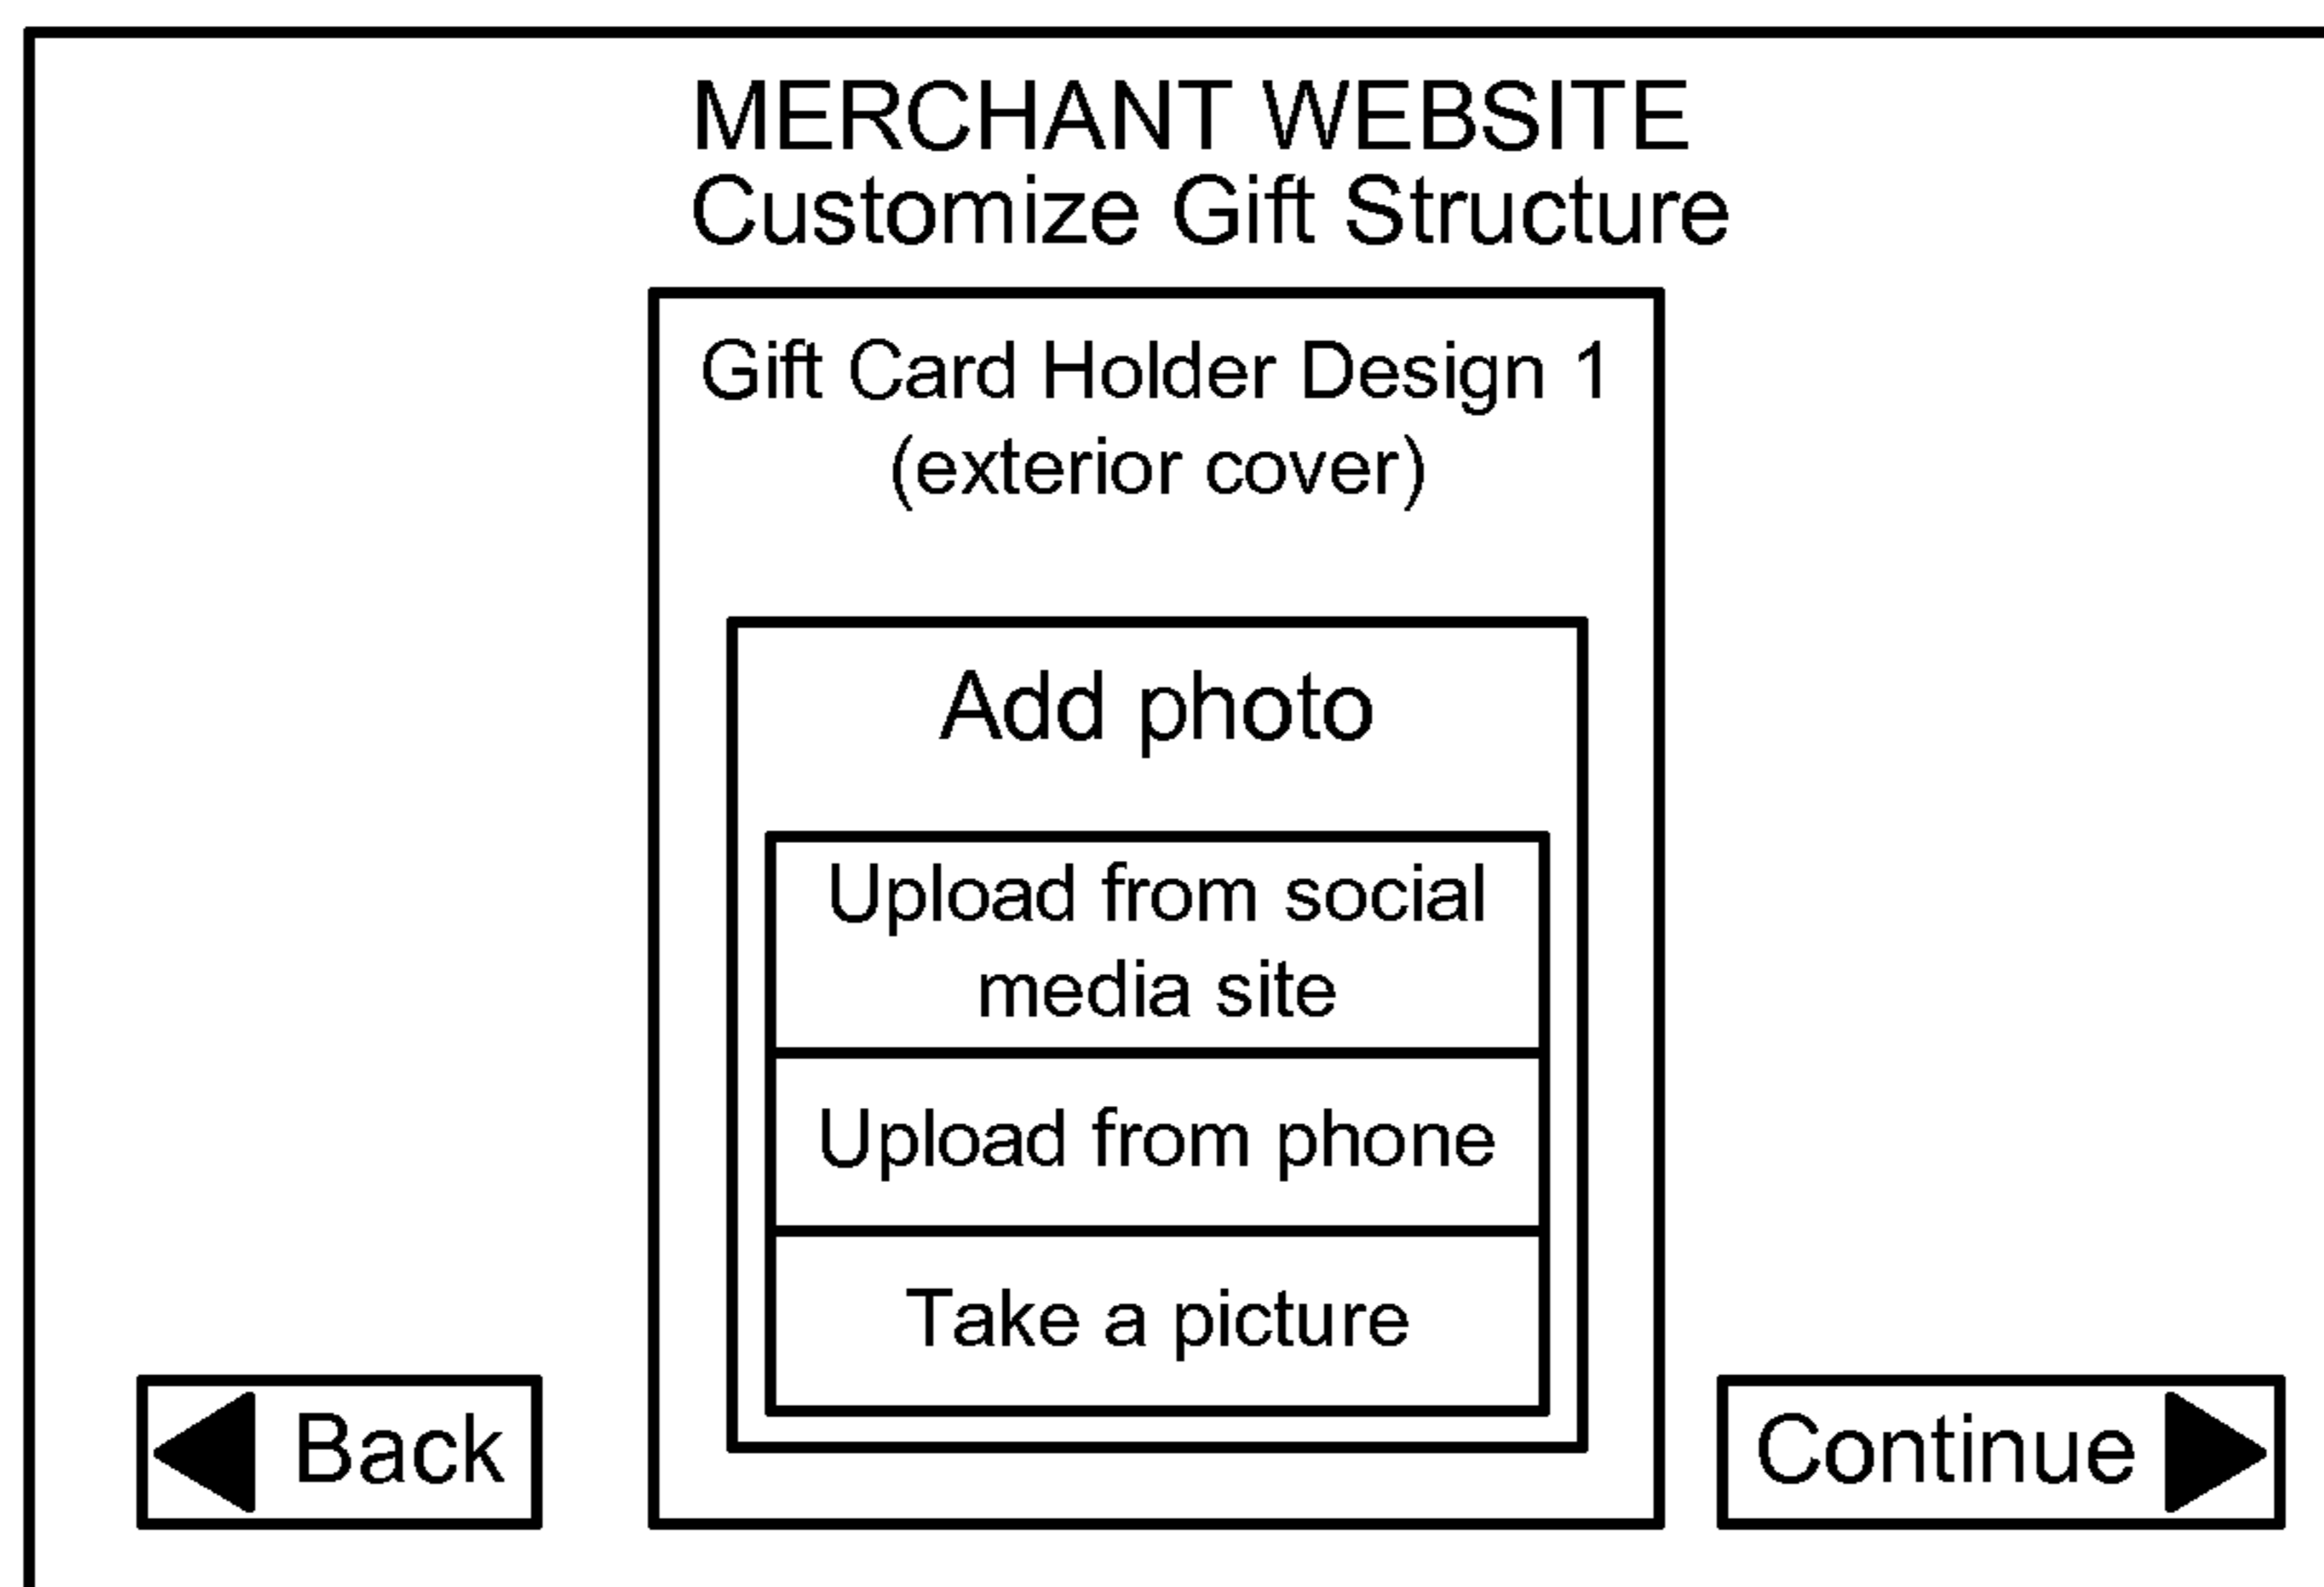 MERCHANT WEBSITE
Customize Gift Structure
Gift Card Holder Design 1
(exterior cover)
Add photo
Upload from social
media site
Upload from phone
Take a picture
Back
Continue